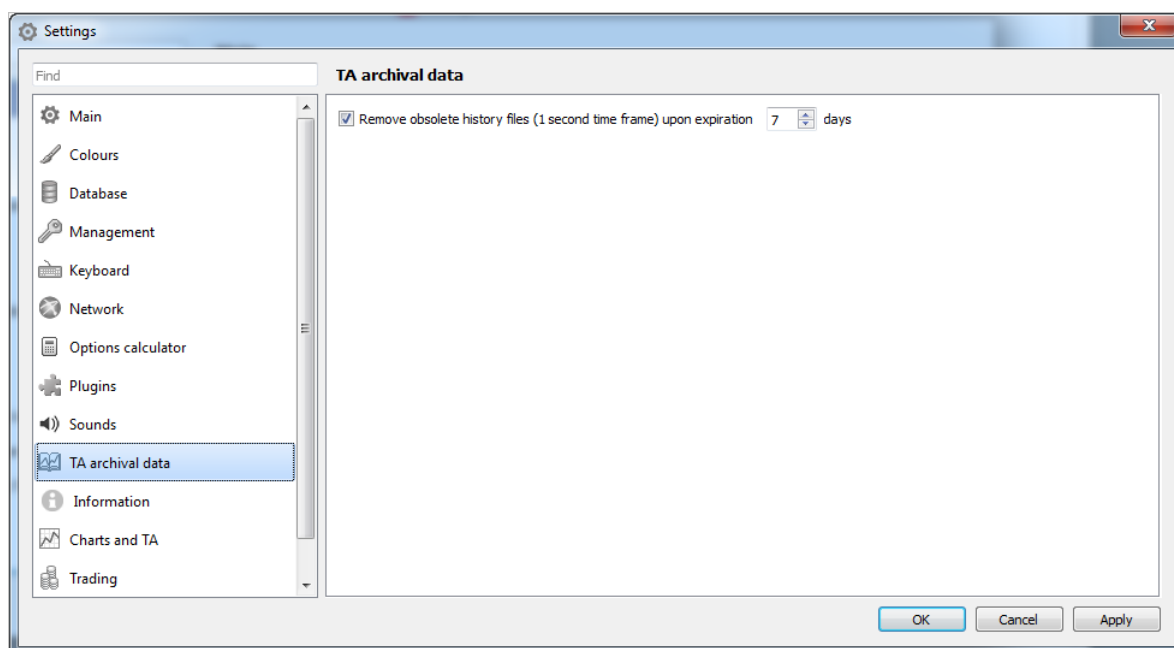 Settings
Find
TA archival data
Main
Remove obsolete history files (1 second time frame) upon expiration 7 days
Colours
Database
Management
Keyboard
Network
Options calculator
Plugins
Sounds
TA archival data
Information
Charts and TA
Trading
OK Cancel Apply